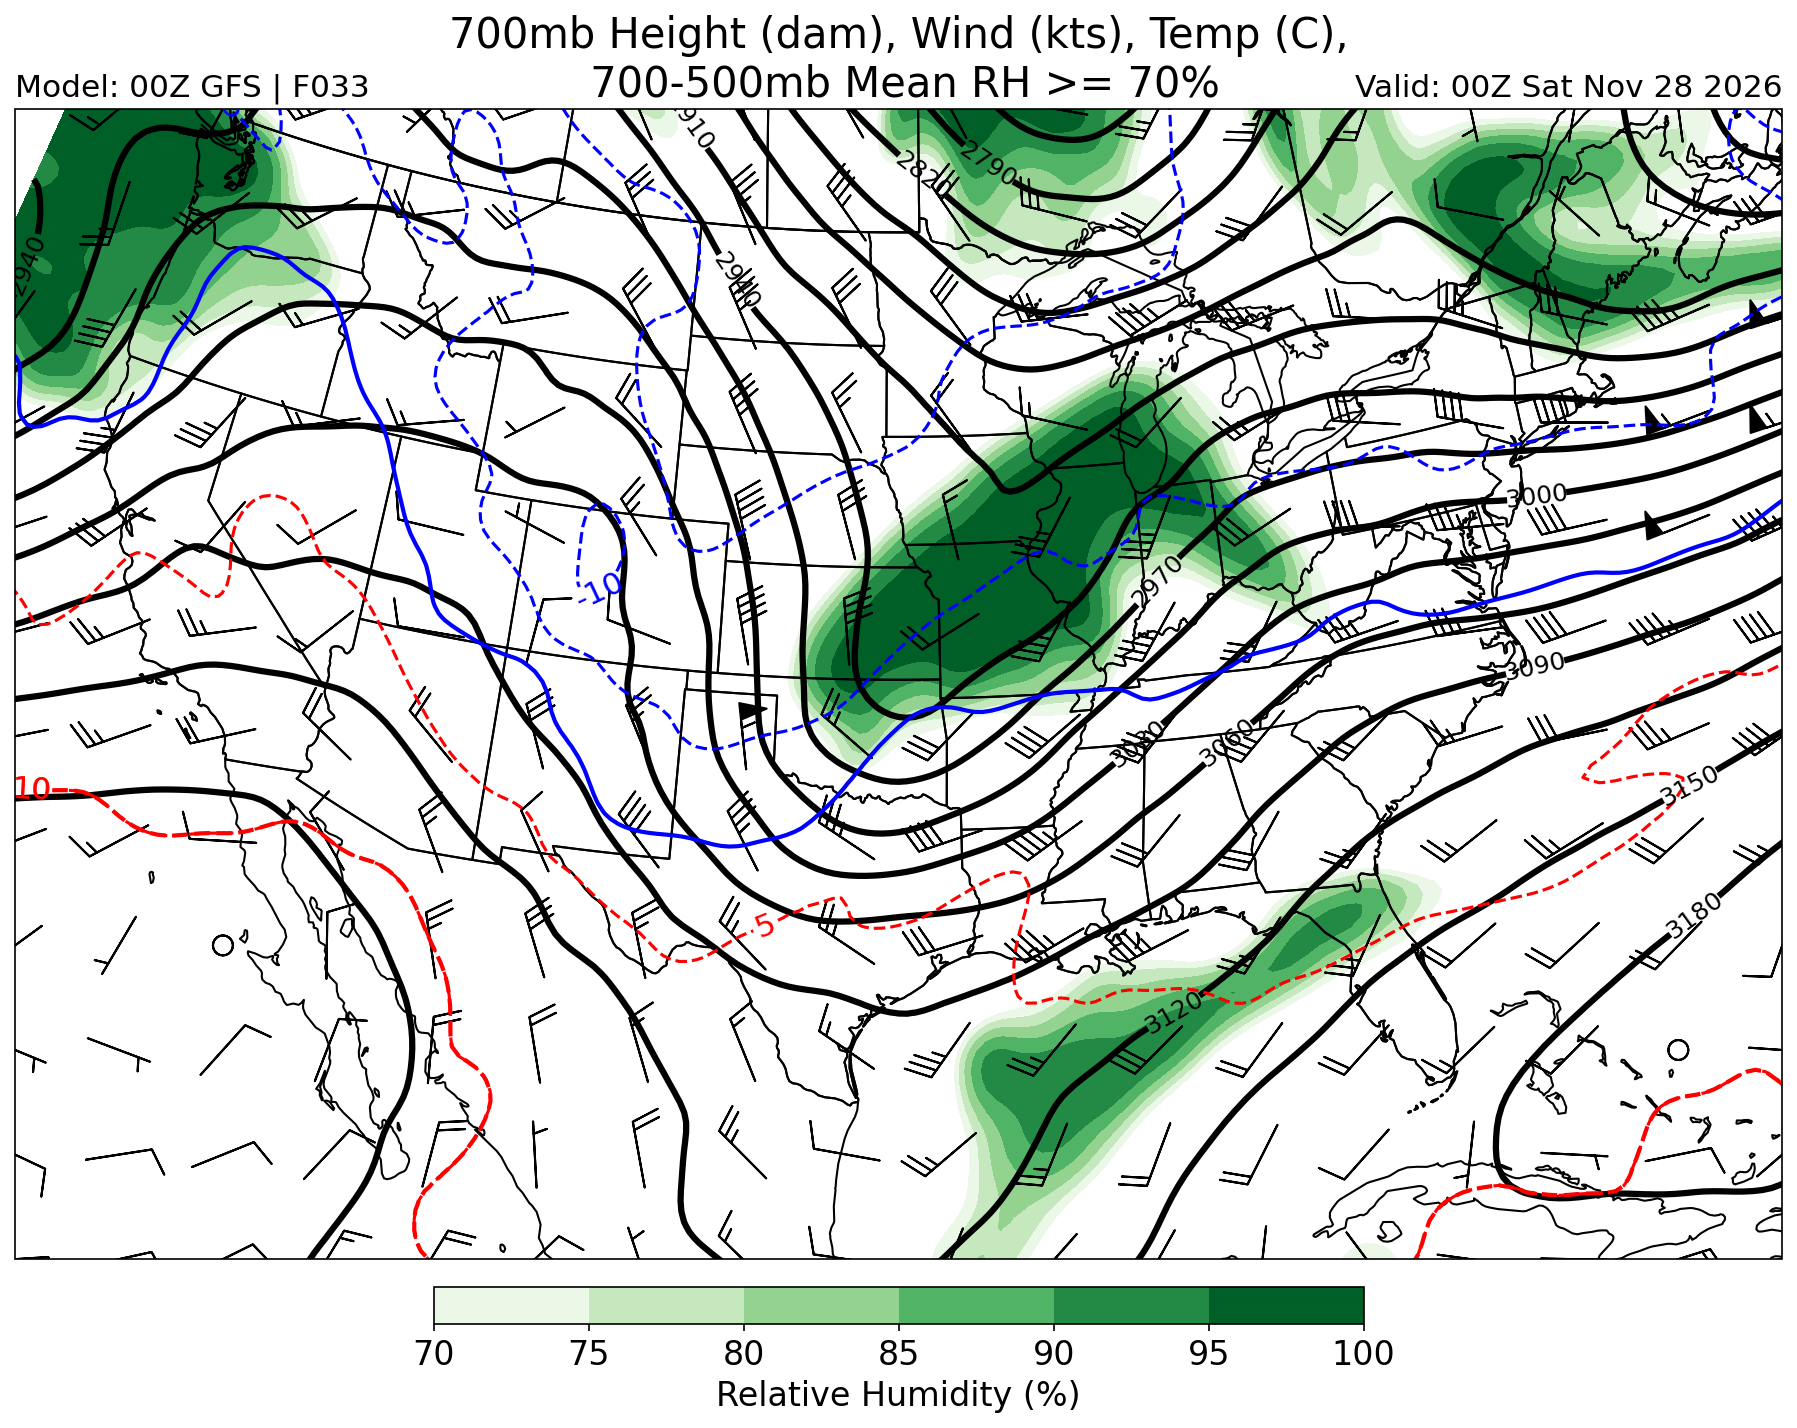 700mb Height (dam), Wind (kts), Temp (C),
700-500mb Mean RH >= 70%
Model: 00Z GFS | F033
Valid: 00Z Sat Nov 28 2026
2910
2820
2790
2940
2940
3000
-10
2970
3090
3030
3060
3150
10
-5
3180
3120
70 75 80 85 90 95 100
Relative Humidity (%)